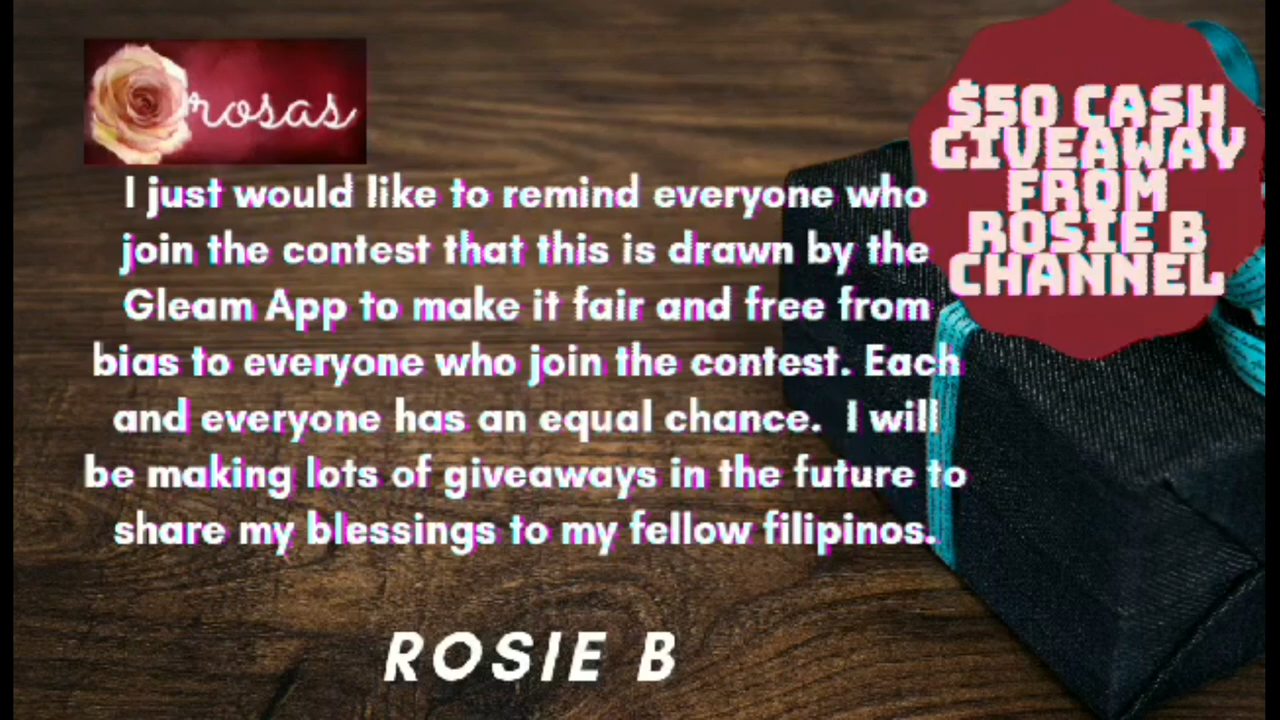 rosas
$50 CASH
GIVEAWAY
FROM
ROSIE B
CHANNEL
I just would like to remind everyone who
join the contest that this is drawn by the
Gleam App to make it fair and free from
bias to everyone who join the contest. Each
and everyone has an equal chance.  I will
be making lots of giveaways in the future to
share my blessings to my fellow filipinos.
ROSIE B